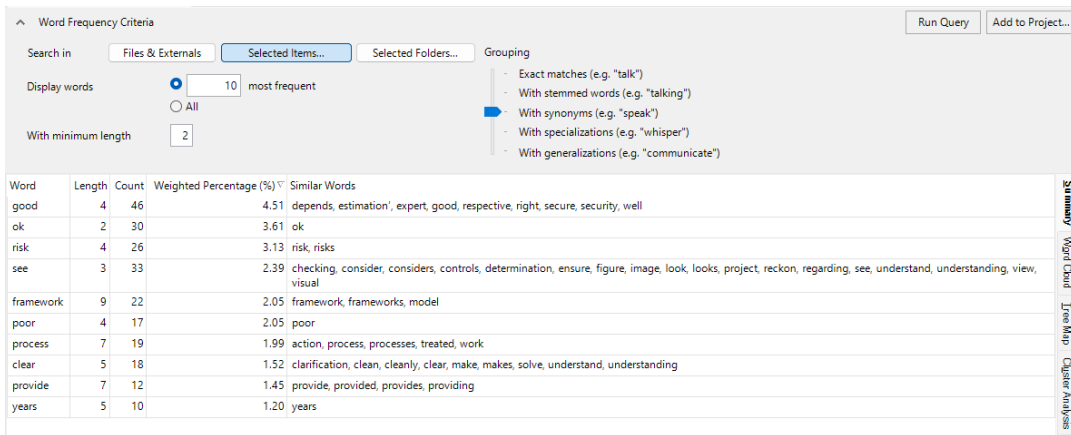 Word Frequency Criteria
Run Query
Add to Project...
Search in
Files & Externals
Selected Items...
Selected Folders...
Grouping
Exact matches (e.g. "talk")
Display words
10 most frequent
With stemmed words (e.g. "talking")
All
With synonyms (e.g. "speak")
With minimum length
2
With specializations (e.g. "whisper")
With generalizations (e.g. "communicate")
Word Length Count Weighted Percentage (%) Similar Words
good 4 46 4.51 depends, estimation', expert, good, respective, right, secure, security, well
ok 2 30 3.61 ok
risk 4 26 3.13 risk, risks
see 3 33 2.39 checking, consider, considers, controls, determination, ensure, figure, image, look, looks, project, reckon, regarding, see, understand, understanding, view,
visual
framework 9 22 2.05 framework, frameworks, model
poor 4 17 2.05 poor
process 7 19 1.99 action, process, processes, treated, work
clear 5 18 1.52 clarification, clean, cleanly, clear, make, makes, solve, understand, understanding
provide 7 12 1.45 provide, provided, provides, providing
years 5 10 1.20 years
Summary
Word Cloud
Tree Map
Cluster Analysis